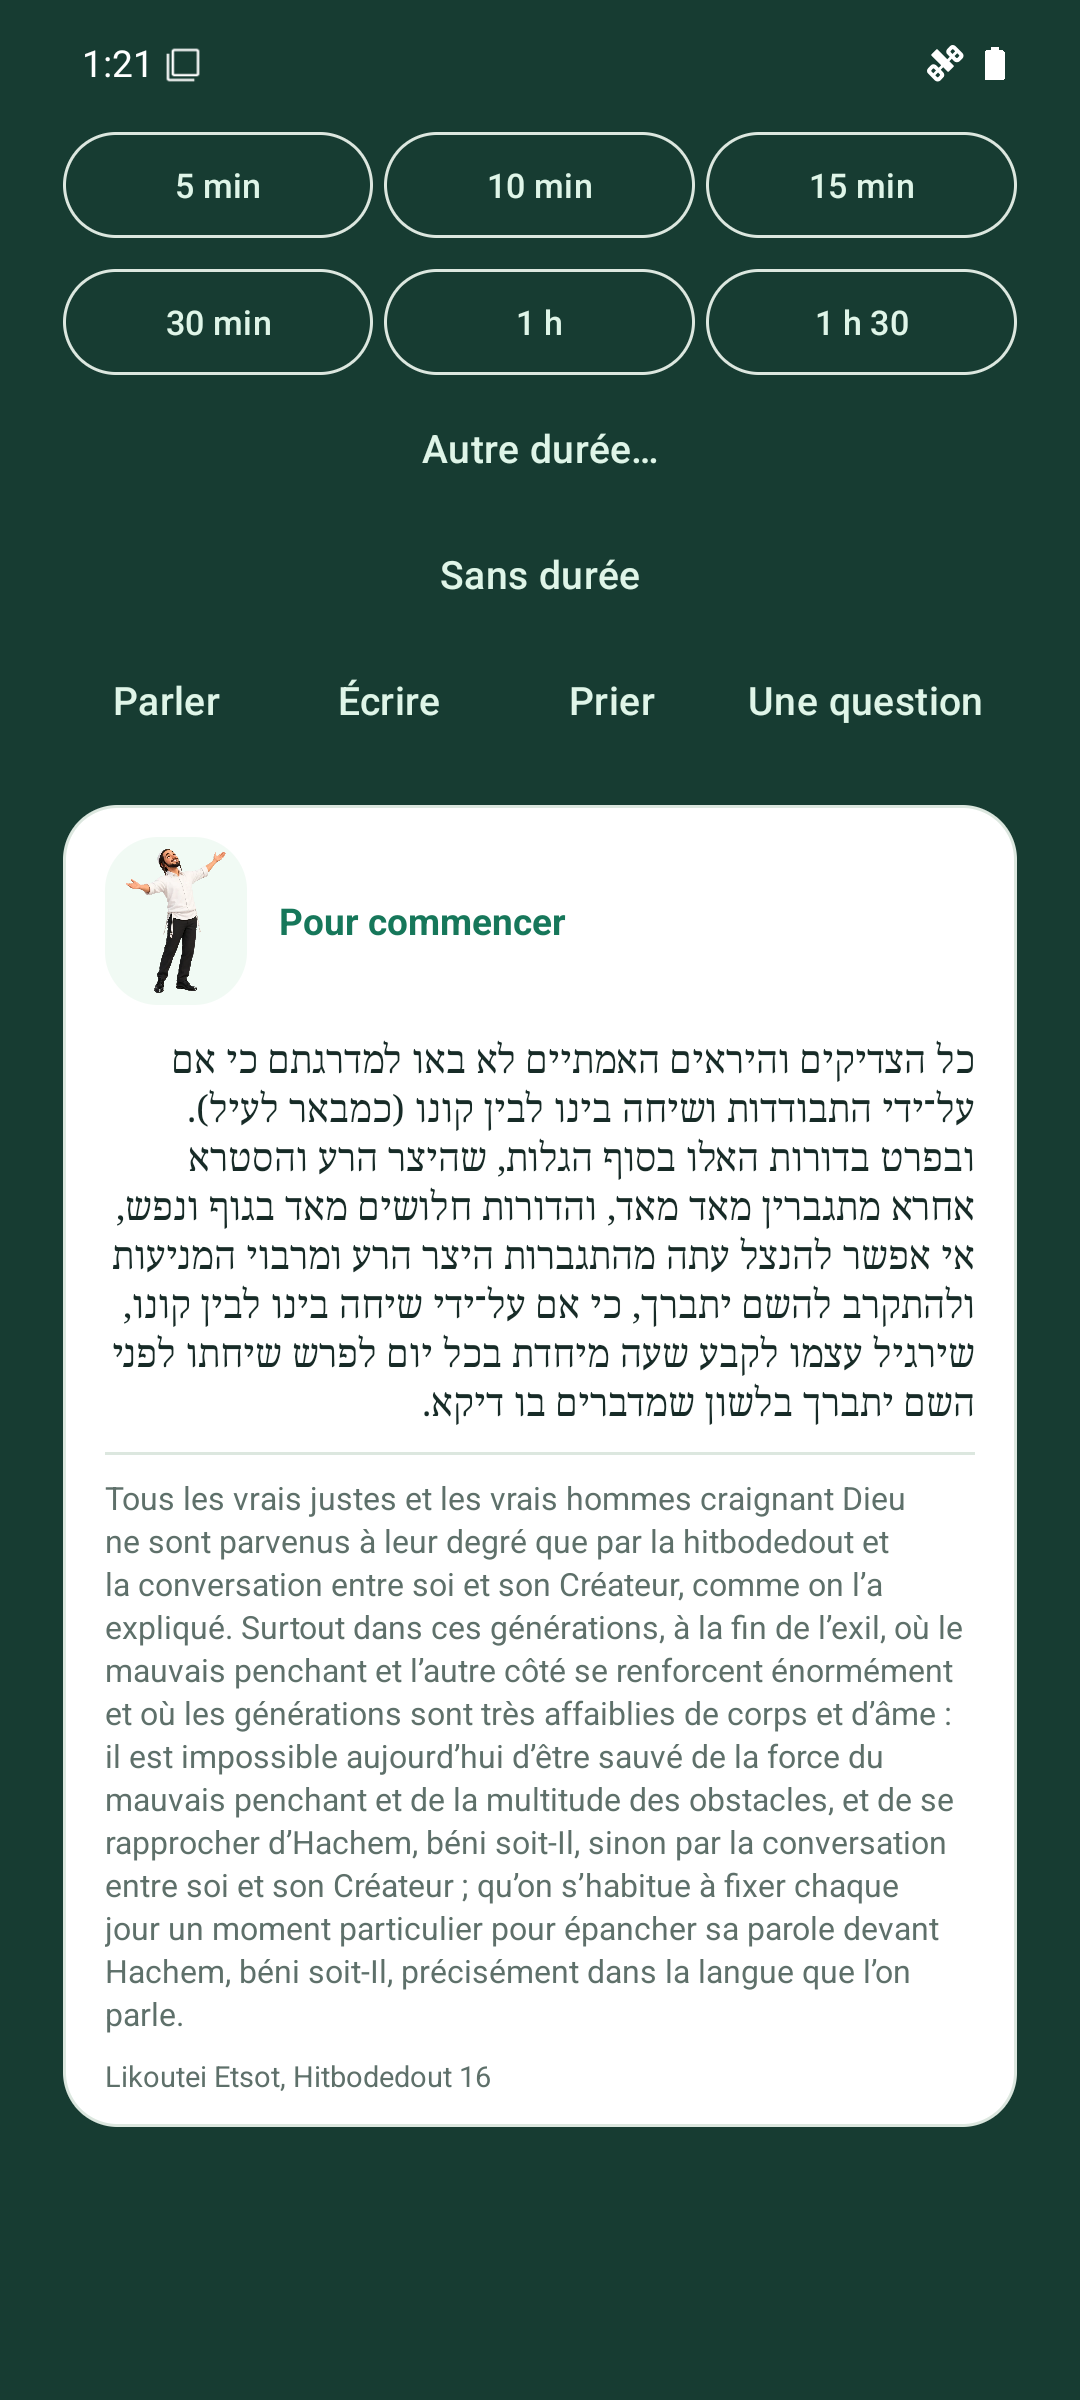 1:21
5 min
10 min
15 min
30 min
1 h
1 h 30
Autre durée…
Sans durée
Parler
Écrire
Prier
Une question
Pour commencer
כל הצדיקים והיראים האמתיים לא באו למדרגתם כי אם
על־ידי התבודדות ושיחה בינו לבין קונו (כמבאר לעיל).
ובפרט בדורות האלו בסוף הגלות, שהיצר הרע והסטרא
אחרא מתגברין מאד מאד, והדורות חלושים מאד בגוף ונפש,
אי אפשר להנצל עתה מהתגברות היצר הרע ומרבוי המניעות
ולהתקרב להשם יתברך, כי אם על־ידי שיחה בינו לבין קונו,
שירגיל עצמו לקבע שעה מיחדת בכל יום לפרש שיחתו לפני
השם יתברך בלשון שמדברים בו דיקא.
Tous les vrais justes et les vrais hommes craignant Dieu
ne sont parvenus à leur degré que par la hitbodedout et
la conversation entre soi et son Créateur, comme on l’a
expliqué. Surtout dans ces générations, à la fin de l’exil, où le
mauvais penchant et l’autre côté se renforcent énormément
et où les générations sont très affaiblies de corps et d’âme :
il est impossible aujourd’hui d’être sauvé de la force du
mauvais penchant et de la multitude des obstacles, et de se
rapprocher d’Hachem, béni soit-Il, sinon par la conversation
entre soi et son Créateur ; qu’on s’habitue à fixer chaque
jour un moment particulier pour épancher sa parole devant
Hachem, béni soit-Il, précisément dans la langue que l’on
parle.
Likoutei Etsot, Hitbodedout 16